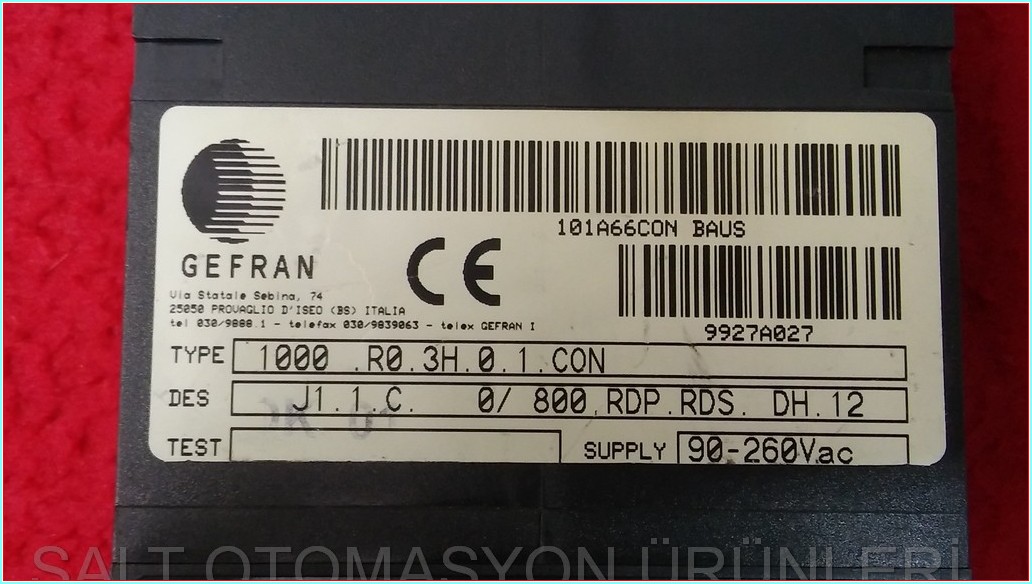 101A66CON BAUS
GEFRAN
CE
Via Statale Sebina, 74
25050 PROVAGLIO D'ISEO (BS) ITALIA
tel 030/9888.1 - telefax 030/9839063 - telex GEFRAN I
9927A027
TYPE 1000 .R0.3H.0.1.CON
DES J1.1.C. 0/ 800.RDP.RDS. DH.12
TEST
SUPPLY 90-260Vac
SALT OTOMASYON ÜRÜNLERİ